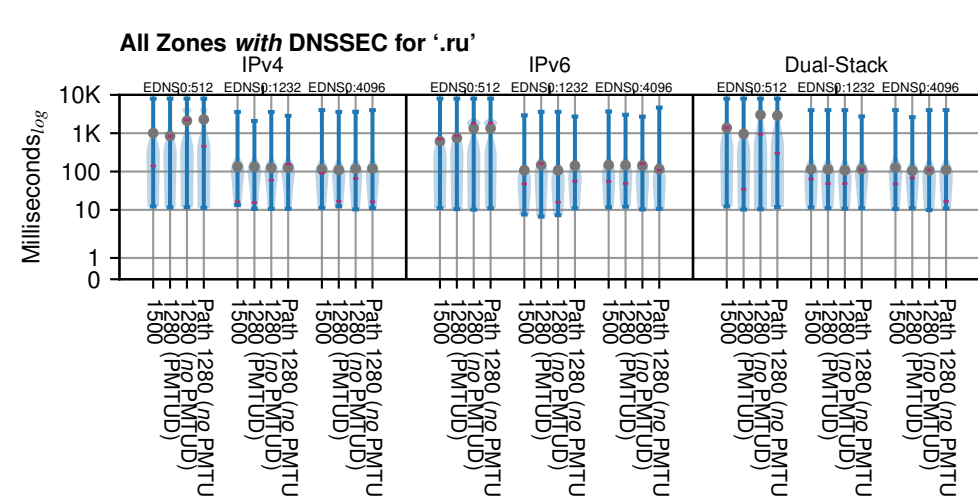 All Zones with DNSSEC for ‘.ru’
IPv4 IPv6 Dual-Stack
EDNS0:512 EDNS0:1232 EDNS0:4096 EDNS0:512 EDNS0:1232 EDNS0:4096 EDNS0:512 EDNS0:1232 EDNS0:4096
Milliseconds log
10K
1K
100
10
1
0
1500
1280 (PMTUD)
1280 (no PMTUD)
Path 1280 (no PMTU
1500
1280 (PMTUD)
1280 (no PMTUD)
Path 1280 (no PMTU
1500
1280 (PMTUD)
1280 (no PMTUD)
Path 1280 (no PMTU
1500
1280 (PMTUD)
1280 (no PMTUD)
Path 1280 (no PMTU
1500
1280 (PMTUD)
1280 (no PMTUD)
Path 1280 (no PMTU
1500
1280 (PMTUD)
1280 (no PMTUD)
Path 1280 (no PMTU
1500
1280 (PMTUD)
1280 (no PMTUD)
Path 1280 (no PMTU
1500
1280 (PMTUD)
1280 (no PMTUD)
Path 1280 (no PMTU
1500
1280 (PMTUD)
1280 (no PMTUD)
Path 1280 (no PMTU